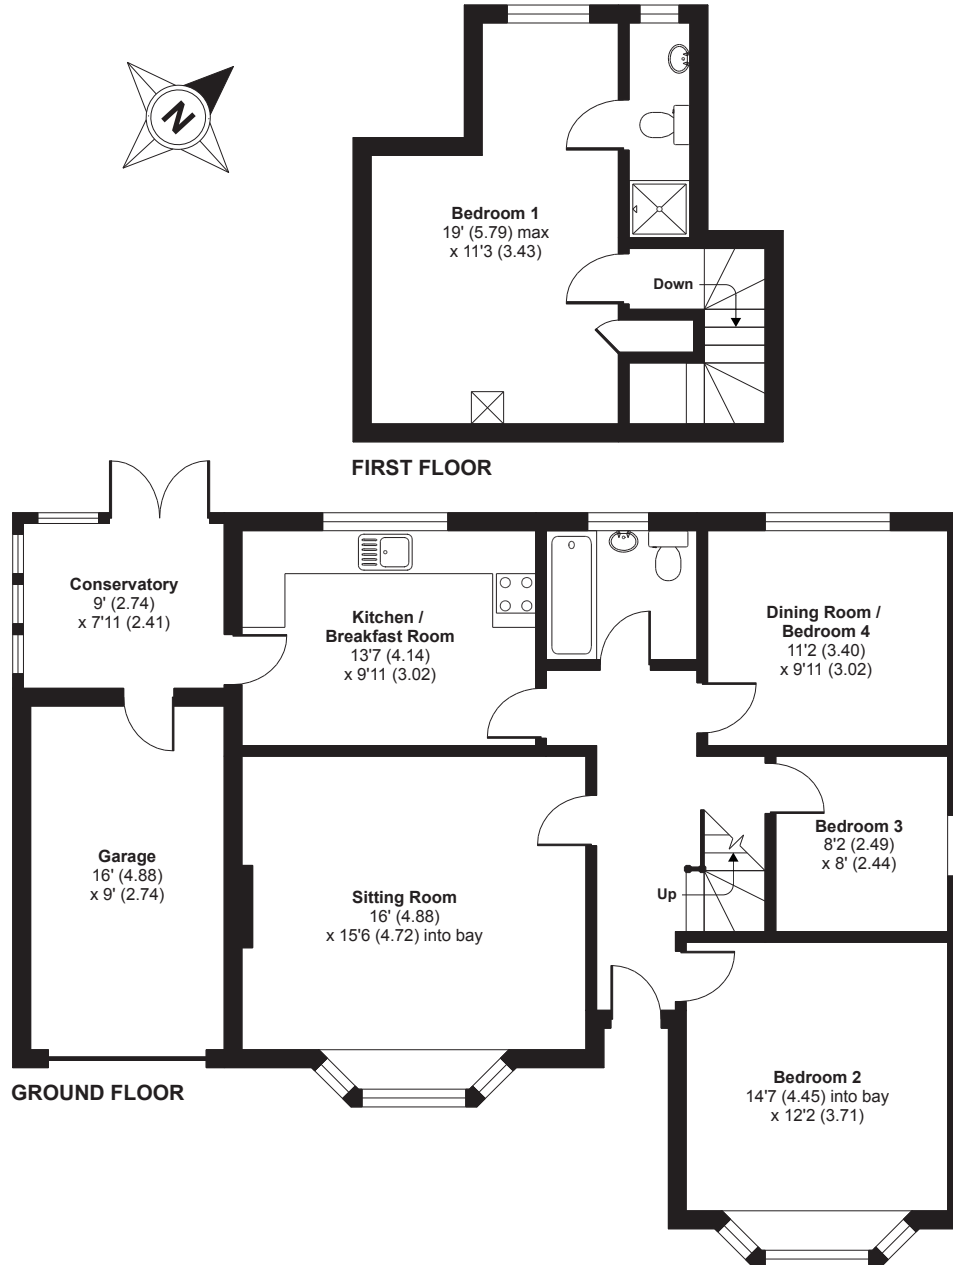 N
Bedroom 1
19' (5.79) max
x 11'3 (3.43)
Down
FIRST FLOOR
Conservatory
9' (2.74)
x 7'11 (2.41)
Kitchen /
Breakfast Room
13'7 (4.14)
x 9'11 (3.02)
Dining Room /
Bedroom 4
11'2 (3.40)
x 9'11 (3.02)
Garage
16' (4.88)
x 9' (2.74)
Sitting Room
16' (4.88)
x 15'6 (4.72) into bay
Up
Bedroom 3
8'2 (2.49)
x 8' (2.44)
GROUND FLOOR
Bedroom 2
14'7 (4.45) into bay
x 12'2 (3.71)